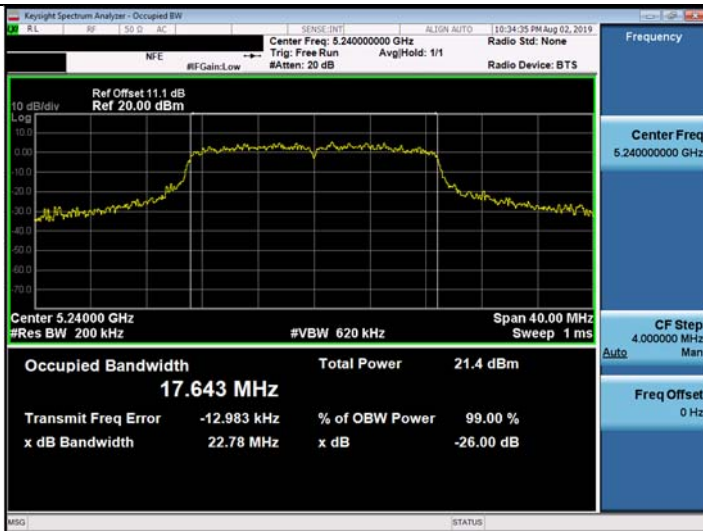 Keysight Spectrum Analyzer - Occupied BW
RL RF 50 Ω AC SENSE:INT ALIGN AUTO 10:34:35 PM Aug 02, 2019
Center Freq: 5.240000000 GHz Radio Std: None
NFE Trig: Free Run Avg|Hold: 1/1
#IFGain:Low #Atten: 20 dB Radio Device: BTS
Ref Offset 11.1 dB
10 dB/div Ref 20.00 dBm
Log
10.0
0.00
-10.0
-20.0
-30.0
-40.0
-50.0
-60.0
-70.0
Center 5.24000 GHz Span 40.00 MHz
#Res BW 200 kHz #VBW 620 kHz Sweep 1 ms
Occupied Bandwidth Total Power 21.4 dBm
17.643 MHz
Transmit Freq Error -12.983 kHz % of OBW Power 99.00 %
x dB Bandwidth 22.78 MHz x dB -26.00 dB
MSG STATUS
Frequency
Center Freq
5.240000000 GHz
CF Step
4.000000 MHz
Auto Man
Freq Offset
0 Hz